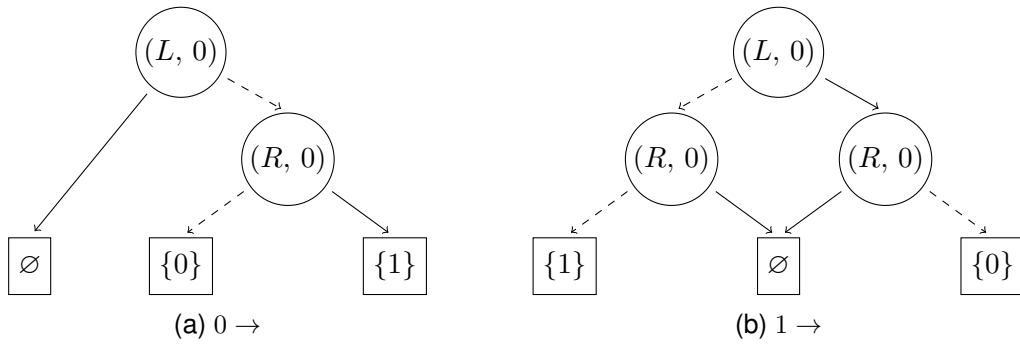 (L, 0) (L, 0)
(R, 0) (R, 0) (R, 0)
∅ {0} {1} {1} ∅ {0}
(a) 0 → (b) 1 →